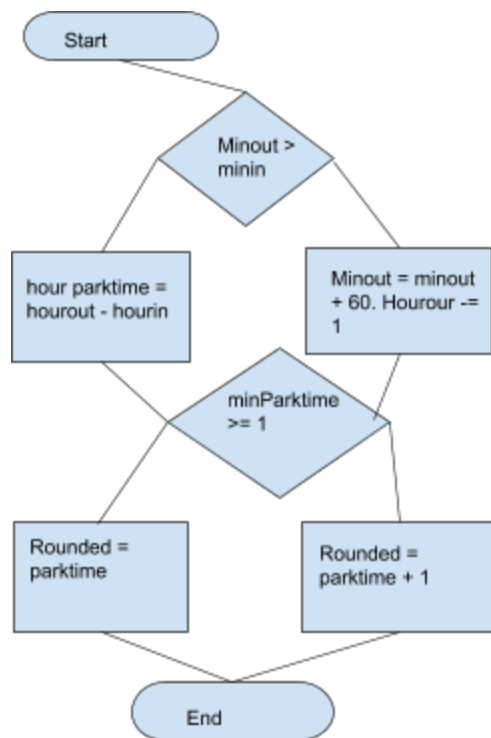 Start
Minout >
minin
hour parktime =
hourout - hourin
Minout = minout
+ 60. Hourour -=
1
minParktime
>= 1
Rounded =
parktime
Rounded =
parktime + 1
End